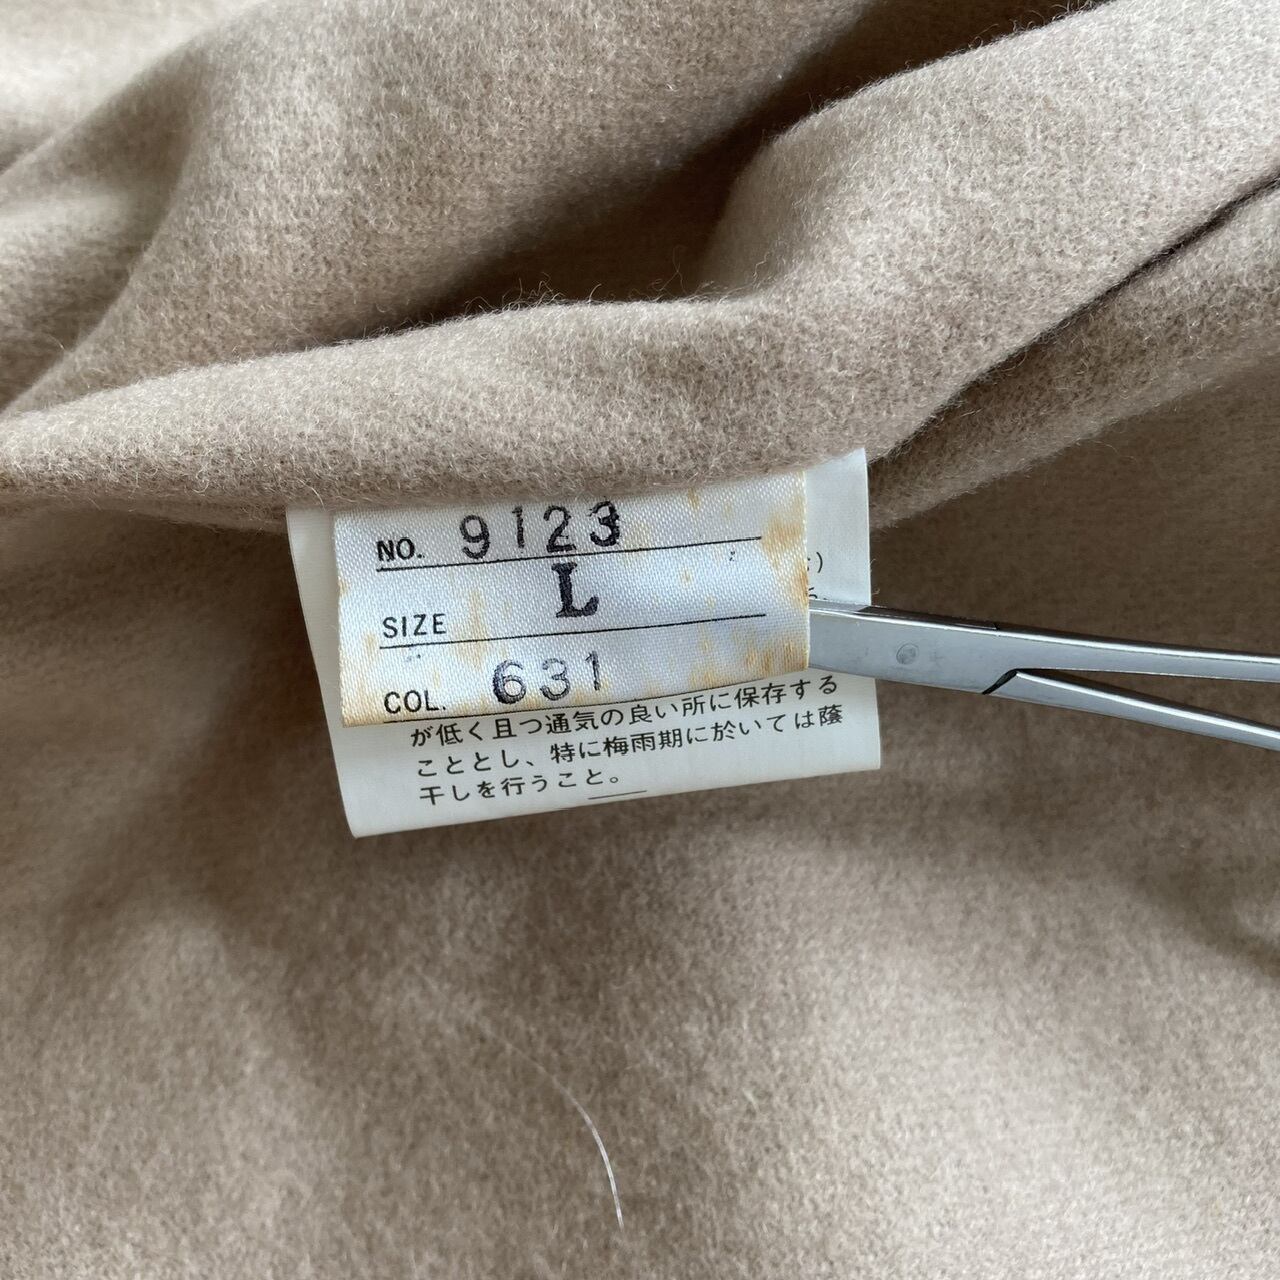 NO. 9123
SIZE L
COL. 631
が低く且つ通気の良い所に保存する
こととし、特に梅雨期に於いては蔭
干しを行うこと。